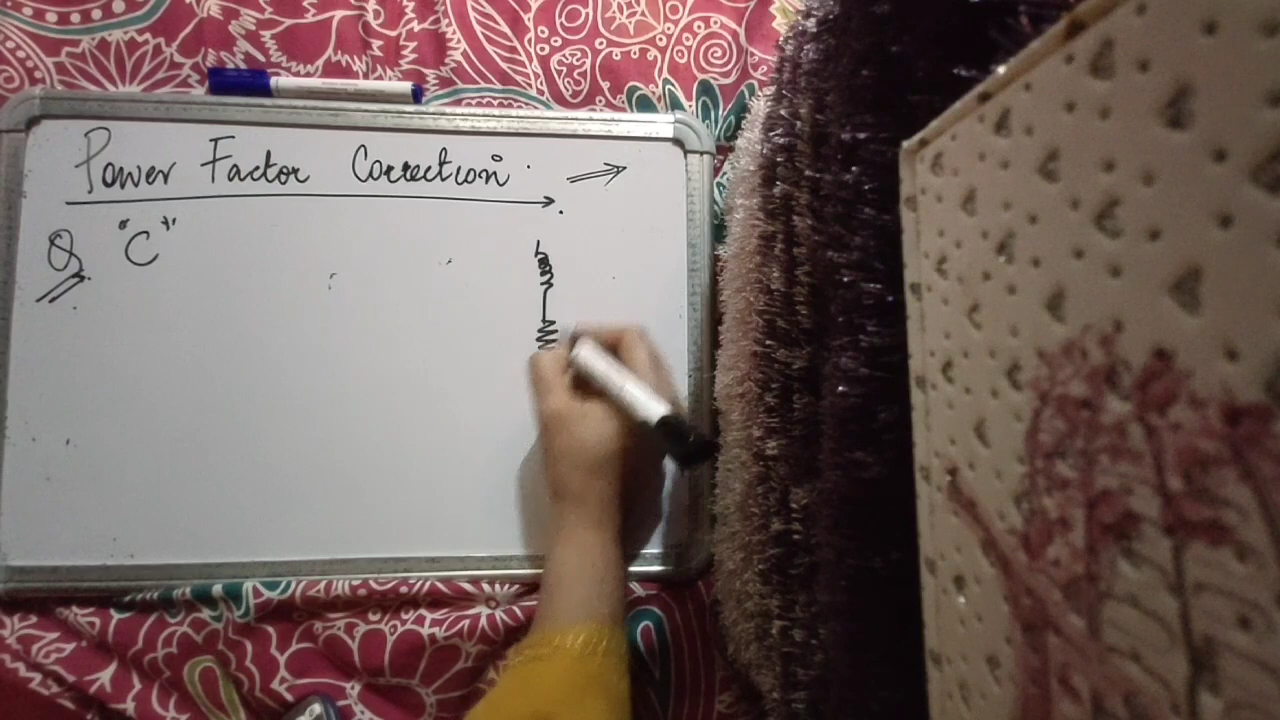 Power Factor Correction. ⇒
Q "C"